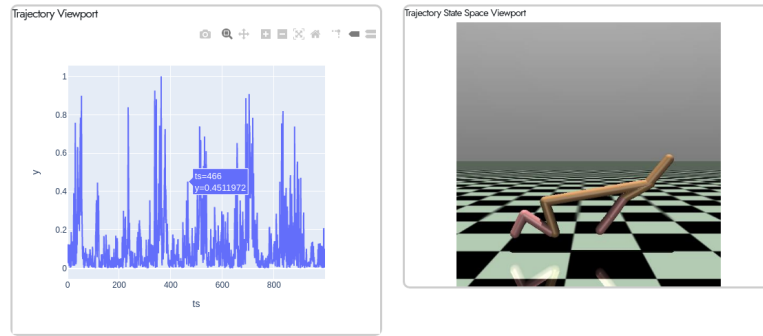 Trajectory Viewport
1
0.8
0.6
0.4
0.2
0
y
ts=466
y=0.4511972
0 200 400 600 800
ts
Trajectory State Space Viewport